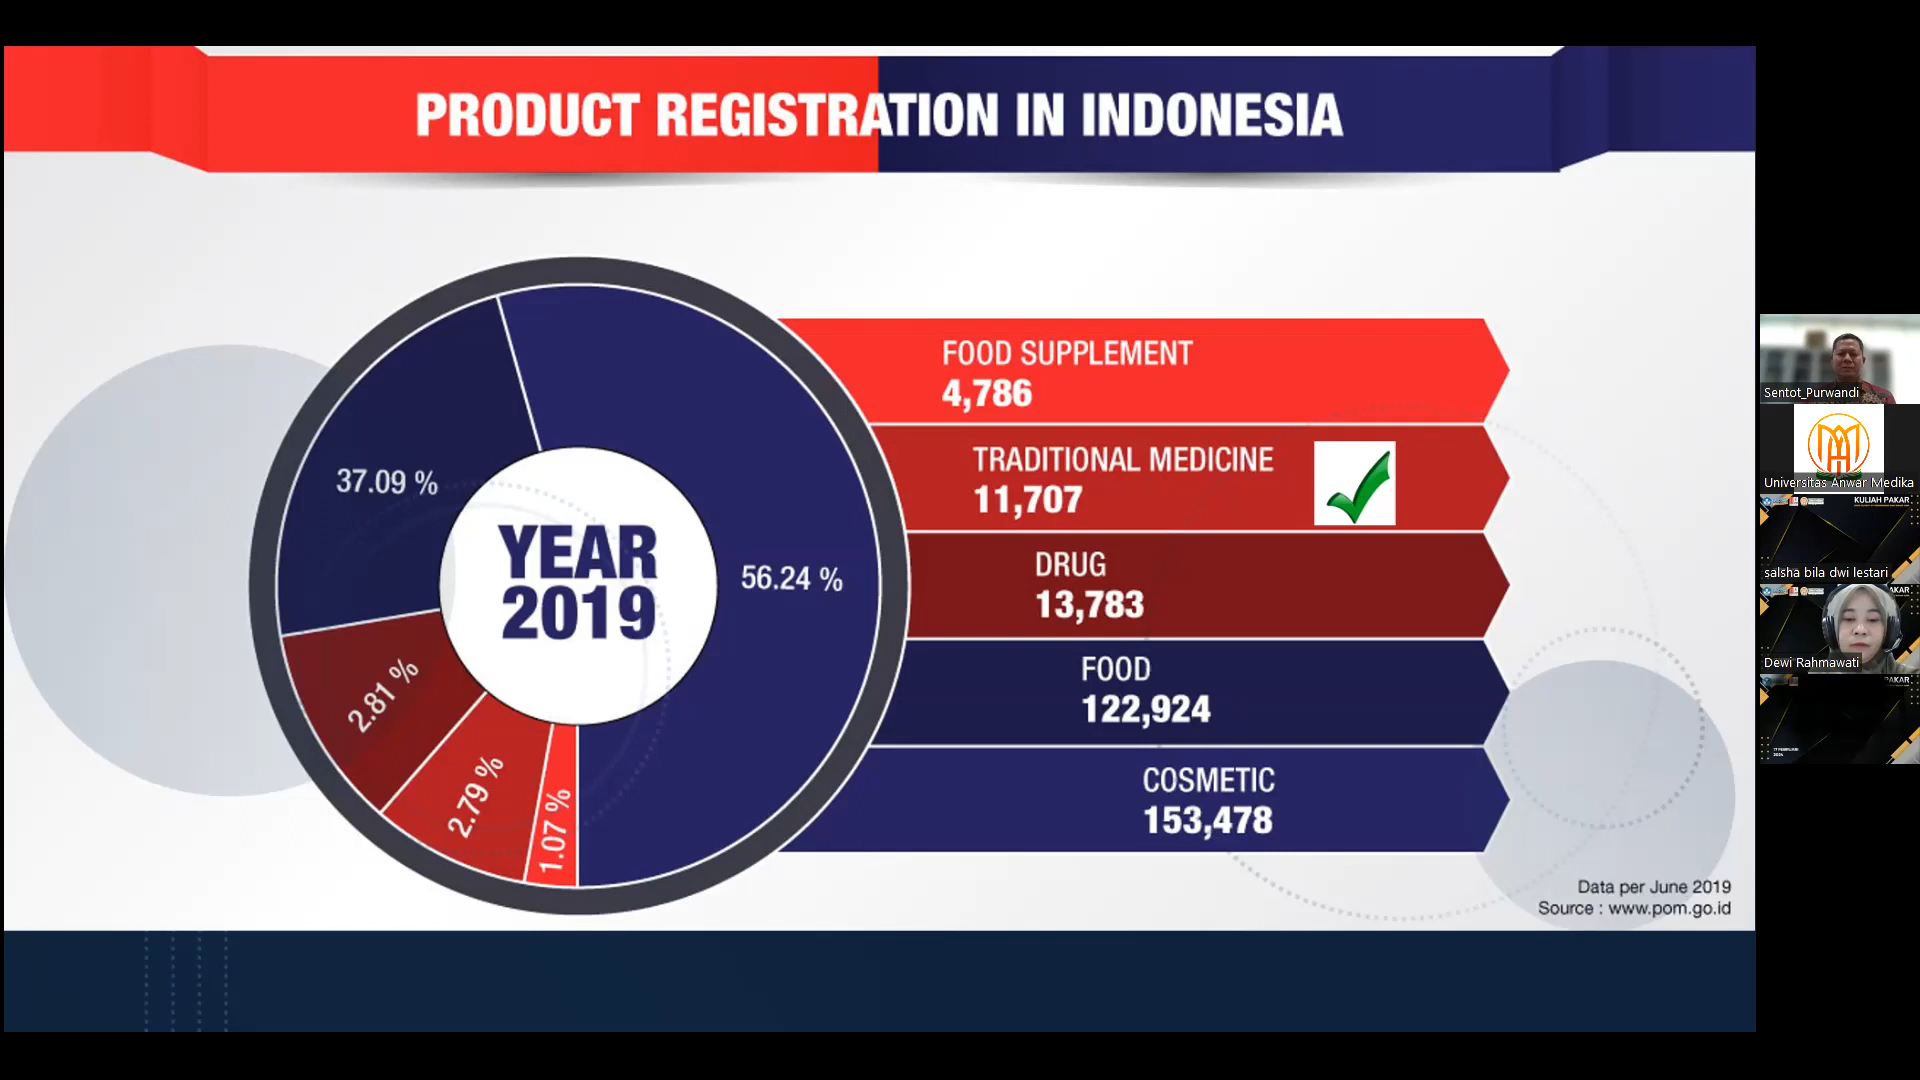 PRODUCT REGISTRATION IN INDONESIA
37.09 %
56.24 %
2.81 %
2.79 %
1.07 %
YEAR
2019
FOOD SUPPLEMENT
4,786
TRADITIONAL MEDICINE
11,707
DRUG
13,783
FOOD
122,924
COSMETIC
153,478
Data per June 2019
Source : www.pom.go.id
Sentot_Purwandi
Universitas Anwar Medika
KULIAH PAKAR
salsha bila dwi lestari
PAKAR
Dewi Rahmawati
PAKAR